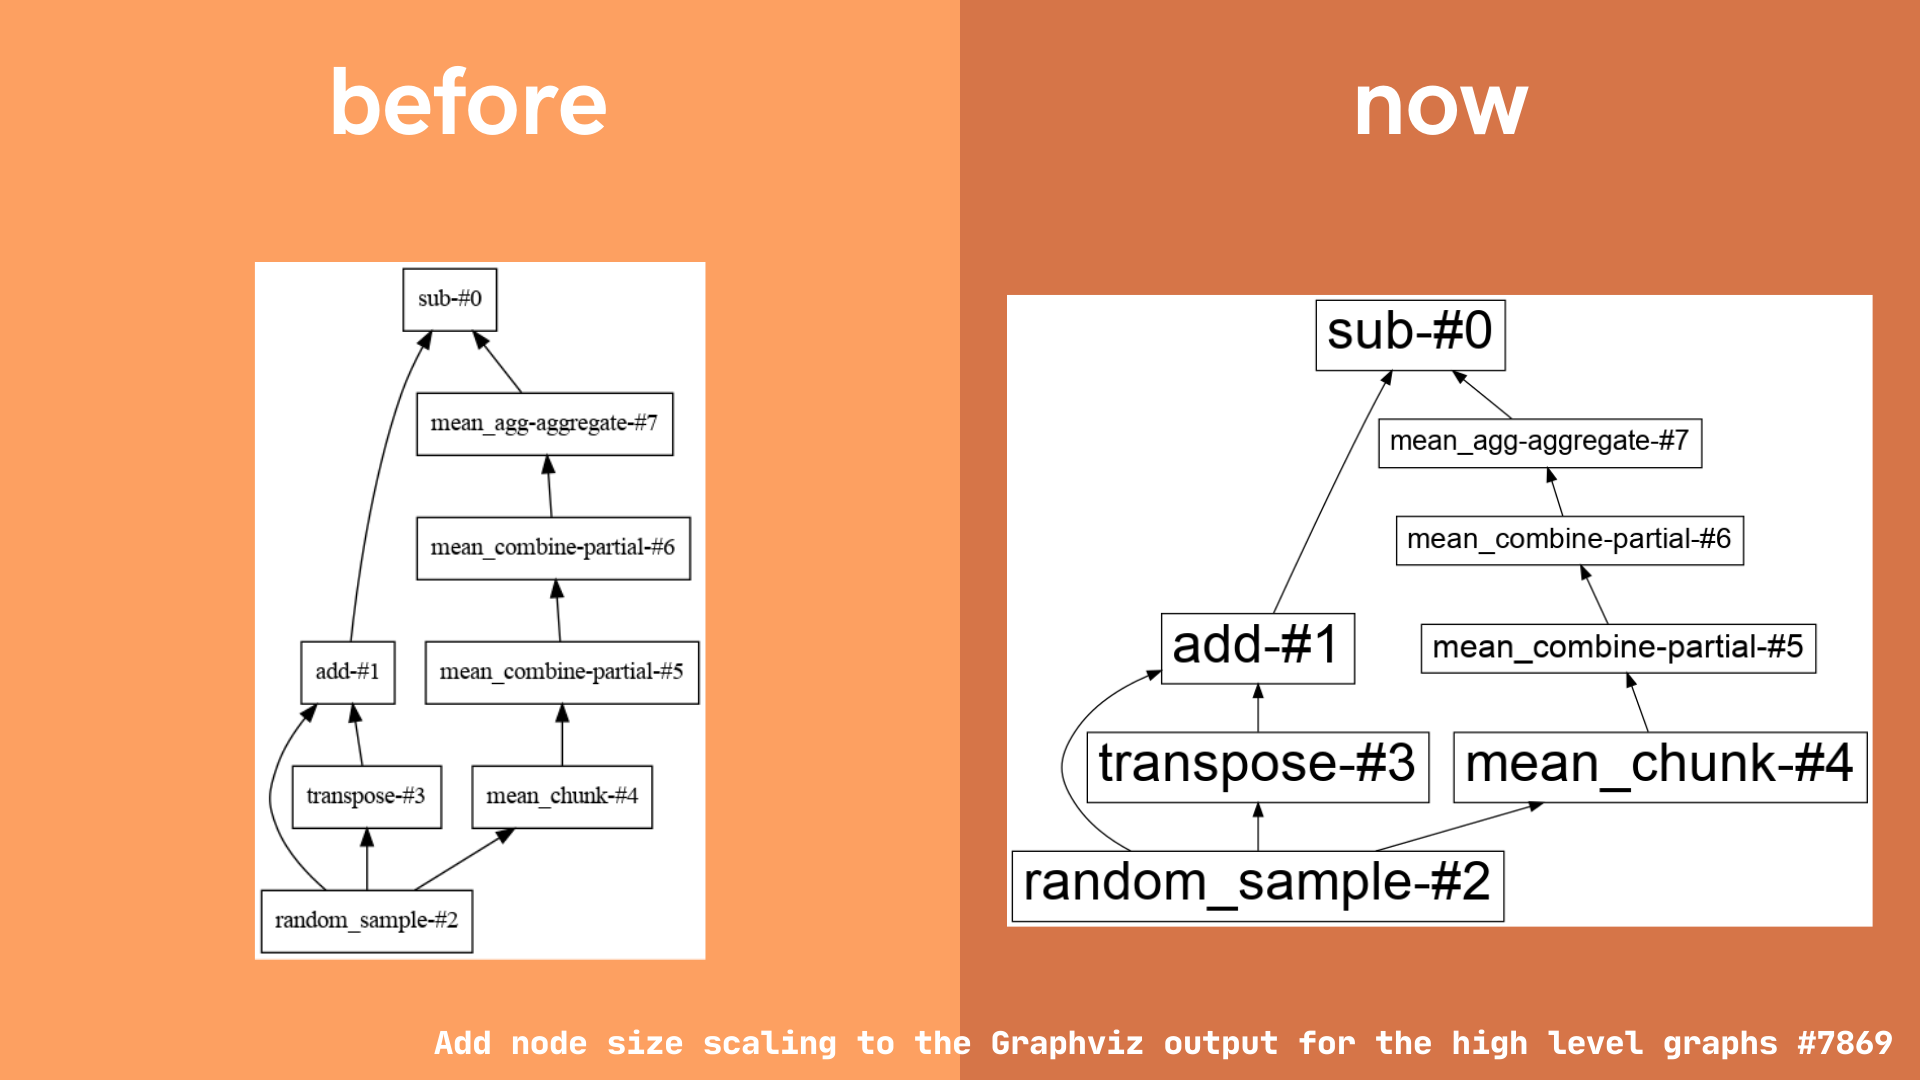 before
sub-#0
mean_agg-aggregate-#7
mean_combine-partial-#6
add-#1
mean_combine-partial-#5
transpose-#3
mean_chunk-#4
random_sample-#2
now
sub-#0
mean_agg-aggregate-#7
mean_combine-partial-#6
add-#1
mean_combine-partial-#5
transpose-#3
mean_chunk-#4
random_sample-#2
Add node size scaling to the Graphviz output for the high level graphs #7869